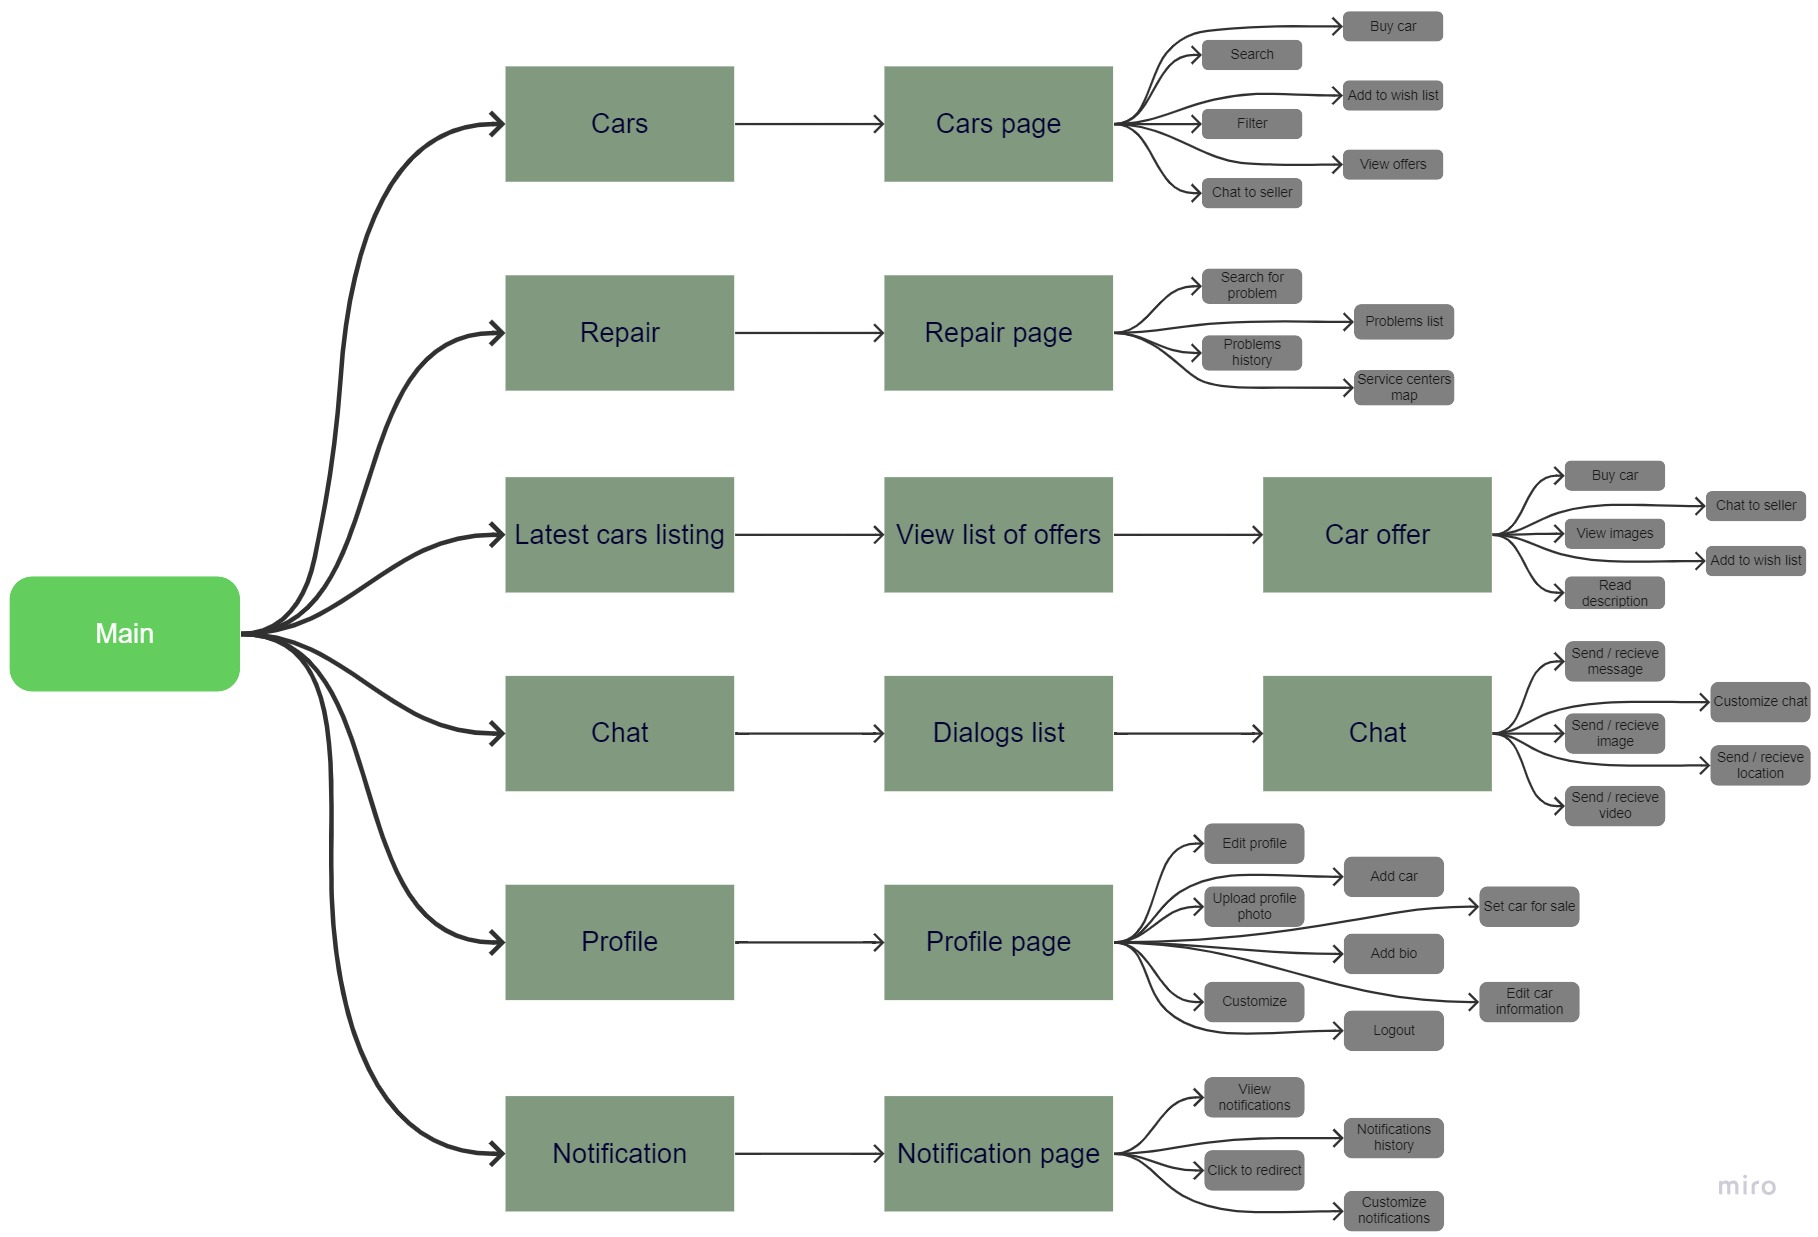 Main
Cars
Cars page
Buy car
Search
Add to wish list
Filter
View offers
Chat to seller
Repair
Repair page
Search for
problem
Problems list
Problems
history
Service centers
map
Latest cars listing
View list of offers
Car offer
Buy car
Chat to seller
View images
Add to wish list
Read
description
Chat
Dialogs list
Chat
Send / recieve
message
Customize chat
Send / recieve
image
Send / recieve
location
Send / recieve
video
Profile
Profile page
Edit profile
Add car
Upload profile
photo
Set car for sale
Add bio
Customize
Edit car
information
Logout
Notification
Notification page
Viiew
notifications
Notifications
history
Click to redirect
Customize
notifications
miro